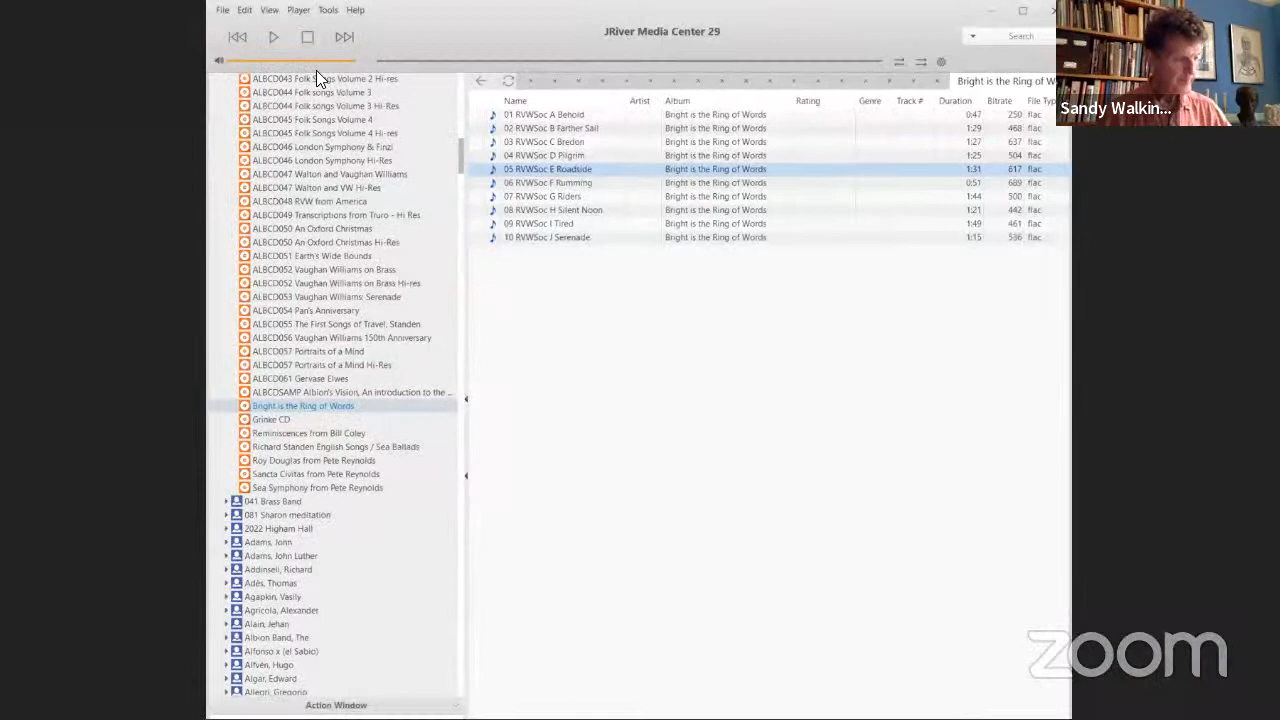 File Edit View Player Tools Help
JRiver Media Center 29
Search
ALBCD043 Folk Songs Volume 2 Hi-res
ALBCD044 Folk songs Volume 3
ALBCD044 Folk songs Volume 3 Hi-Res
ALBCD045 Folk Songs Volume 4
ALBCD045 Folk Songs Volume 4 Hi-res
ALBCD046 London Symphony & Finzi
ALBCD046 London Symphony Hi-Res
ALBCD047 Walton and Vaughan Williams
ALBCD047 Walton and VW Hi-Res
ALBCD048 RVW from America
ALBCD049 Transcriptions from Truro - Hi Res
ALBCD050 An Oxford Christmas
ALBCD050 An Oxford Christmas Hi-Res
ALBCD051 Earth's Wide Bounds
ALBCD052 Vaughan Williams on Brass
ALBCD052 Vaughan Williams on Brass Hi-res
ALBCD053 Vaughan Williams: Serenade
ALBCD054 Pan's Anniversary
ALBCD055 The First Songs of Travel, Standen
ALBCD056 Vaughan Williams 150th Anniversary
ALBCD057 Portraits of a Mind
ALBCD057 Portraits of a Mind Hi-Res
ALBCD061 Gervase Elwes
ALBCDSAMP Albion's Vision, An introduction to the ...
Bright is the Ring of Words
Grinke CD
Reminiscences from Bill Coley
Richard Standen English Songs / Sea Ballads
Roy Douglas from Pete Reynolds
Sancta Civitas from Pete Reynolds
Sea Symphony from Pete Reynolds
041 Brass Band
081 Sharon meditation
2022 Higham Hall
Adams, John
Adams, John Luther
Addinsell, Richard
Adès, Thomas
Agapkin, Vasily
Agricola, Alexander
Alain, Jehan
Albion Band, The
Alfonso x (el Sabio)
Alfvén, Hugo
Algar, Edward
Allegri, Gregorio
Action Window
Bright is the Ring of W
Name Artist Album Rating Genre Track # Duration Bitrate File Typ
01 RVWSoc A Behold Bright is the Ring of Words 0:47 250 flac
02 RVWSoc B Farther Sail Bright is the Ring of Words 1:29 468 flac
03 RVWSoc C Bredon Bright is the Ring of Words 1:27 637 flac
04 RVWSoc D Pilgrim Bright is the Ring of Words 1:25 504 flac
05 RVWSoc E Roadside Bright is the Ring of Words 1:31 617 flac
06 RVWSoc F Rumming Bright is the Ring of Words 0:51 689 flac
07 RVWSoc G Riders Bright is the Ring of Words 1:44 500 flac
08 RVWSoc H Silent Noon Bright is the Ring of Words 1:21 442 flac
09 RVWSoc I Tired Bright is the Ring of Words 1:49 461 flac
10 RVWSoc J Serenade Bright is the Ring of Words 1:15 536 flac
Sandy Walkin...
zoom